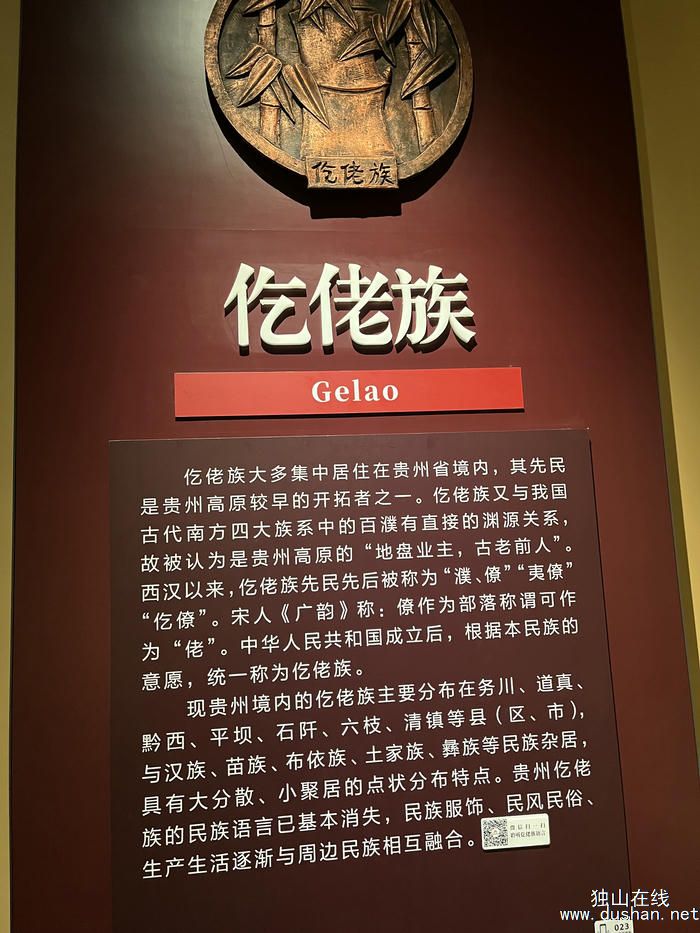 仡佬族
仡佬族
Gelao
仡佬族大多集中居住在贵州省境内，其先民
是贵州高原较早的开拓者之一。仡佬族又与我国
古代南方四大族系中的百濮有直接的渊源关系，
故被认为是贵州高原的“地盘业主，古老前人”。
西汉以来，仡佬族先民先后被称为“濮、僚”“夷僚”
“仡僚”。宋人《广韵》称：僚作为部落称谓可作
为“佬”。中华人民共和国成立后，根据本民族的
意愿，统一称为仡佬族。
现贵州境内的仡佬族主要分布在务川、道真、
黔西、平坝、石阡、六枝、清镇等县（区、市），
与汉族、苗族、布依族、土家族、彝族等民族杂居，
具有大分散、小聚居的点状分布特点。贵州仡佬
族的民族语言已基本消失，民族服饰、民风民俗、
生产生活逐渐与周边民族相互融合。
微信扫一扫
聆听仡佬族语言
独山在线
www.dushan.net
023